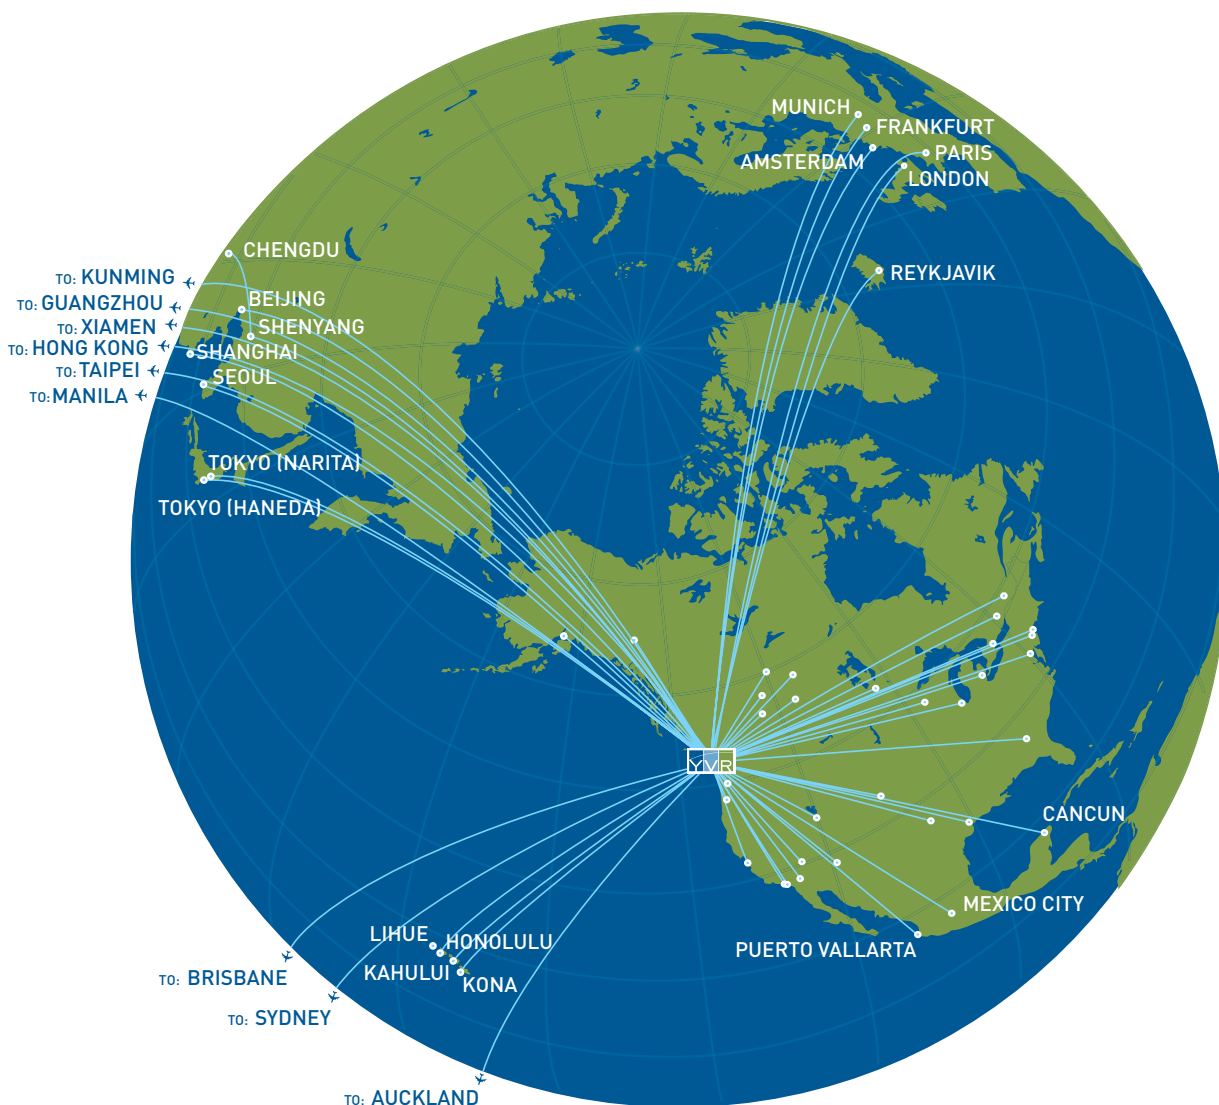 MUNICH
FRANKFURT
AMSTERDAM
PARIS
LONDON
REYKJAVIK
CHENGDU
TO: KUNMING
TO: GUANGZHOU
BEIJING
TO: XIAMEN
SHENYANG
TO: HONG KONG
SHANGHAI
TO: TAIPEI
SEOUL
TO: MANILA
TOKYO (NARITA)
TOKYO (HANEDA)
YVR
CANCUN
MEXICO CITY
PUERTO VALLARTA
LIHUE
HONOLULU
KAHULUI
KONA
TO: BRISBANE
TO: SYDNEY
TO: AUCKLAND